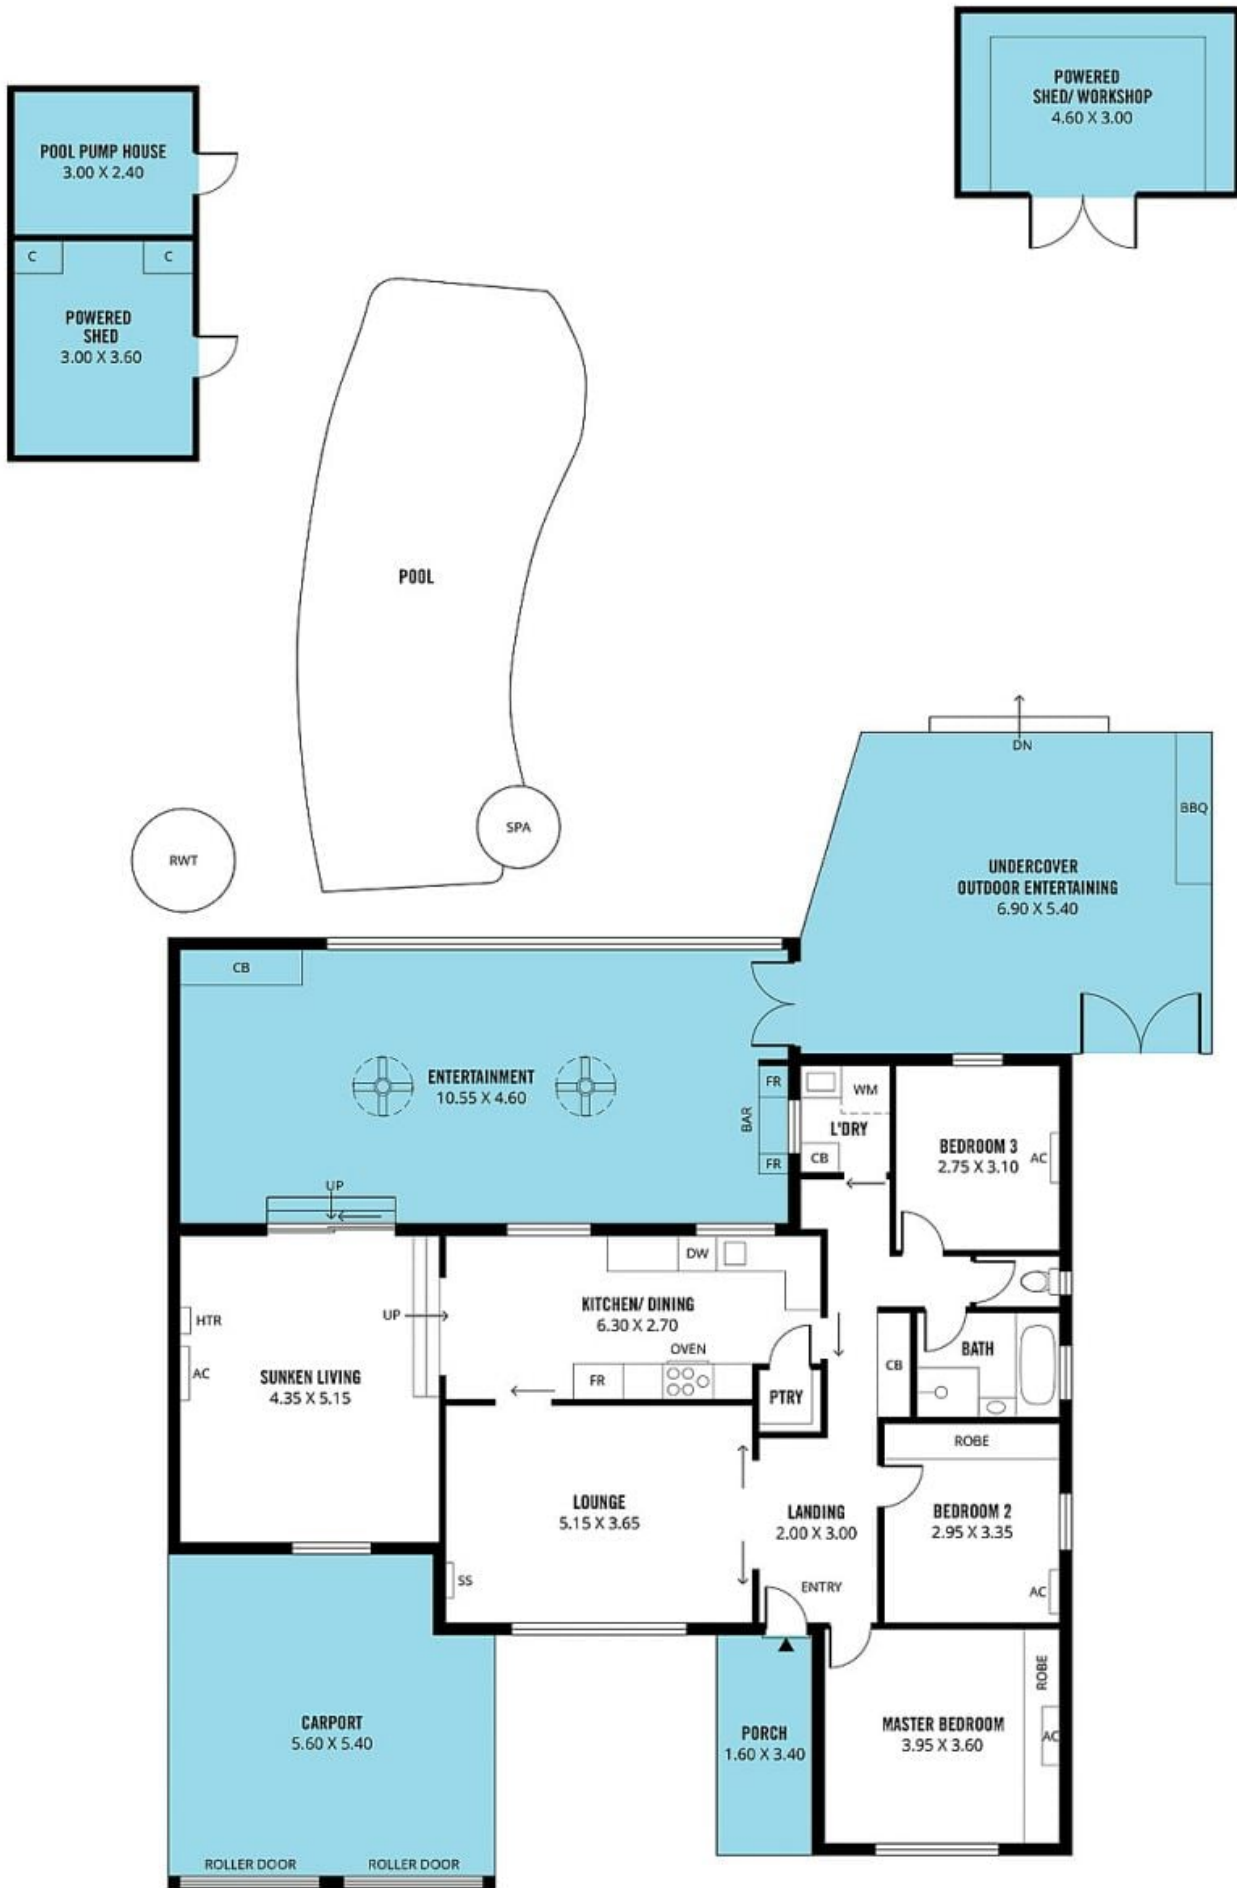 POWERED
SHED/ WORKSHOP
4.60 X 3.00
POOL PUMP HOUSE
3.00 X 2.40
C
C
POWERED
SHED
3.00 X 3.60
POOL
DN
BBQ
SPA
RWT
UNDERCOVER
OUTDOOR ENTERTAINING
6.90 X 5.40
CB
ENTERTAINMENT
10.55 X 4.60
FR
BAR
FR
WM
L'DRY
CB
BEDROOM 3
2.75 X 3.10
AC
UP
DW
KITCHEN/ DINING
6.30 X 2.70
UP
HTR
AC
SUNKEN LIVING
4.35 X 5.15
OVEN
FR
PTRY
CB
BATH
ROBE
LOUNGE
5.15 X 3.65
LANDING
2.00 X 3.00
BEDROOM 2
2.95 X 3.35
SS
ENTRY
AC
CARPORT
5.60 X 5.40
PORCH
1.60 X 3.40
MASTER BEDROOM
3.95 X 3.60
ROBE
AC
ROLLER DOOR
ROLLER DOOR